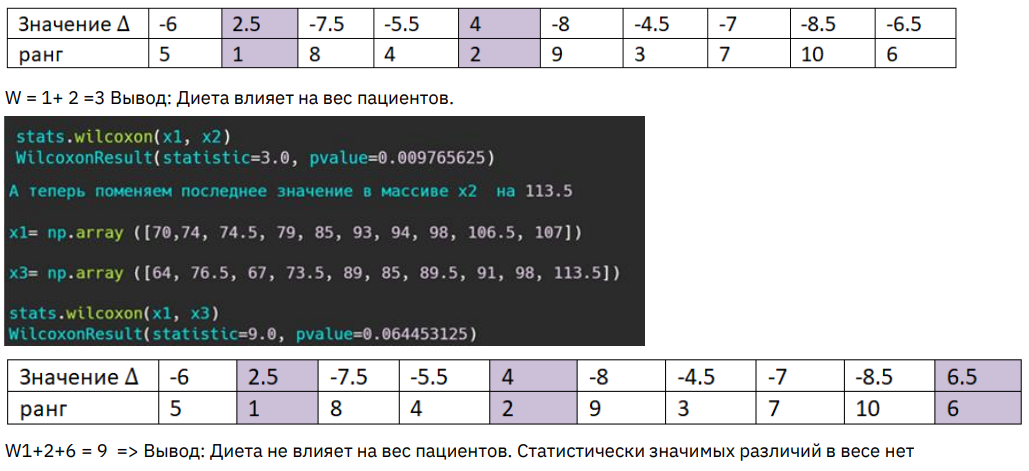 Значение Δ -6 2.5 -7.5 -5.5 4 -8 -4.5 -7 -8.5 -6.5
ранг 5 1 8 4 2 9 3 7 10 6
W = 1+ 2 =3 Вывод: Диета влияет на вес пациентов.
stats.wilcoxon(x1, x2)
WilcoxonResult(statistic=3.0, pvalue=0.009765625)
А теперь поменяем последнее значение в массиве x2 на 113.5
x1= np.array ([70,74, 74.5, 79, 85, 93, 94, 98, 106.5, 107])
x3= np.array ([64, 76.5, 67, 73.5, 89, 85, 89.5, 91, 98, 113.5])
stats.wilcoxon(x1, x3)
WilcoxonResult(statistic=9.0, pvalue=0.064453125)
Значение Δ -6 2.5 -7.5 -5.5 4 -8 -4.5 -7 -8.5 6.5
ранг 5 1 8 4 2 9 3 7 10 6
W1+2+6 = 9 => Вывод: Диета не влияет на вес пациентов. Статистически значимых различий в весе нет